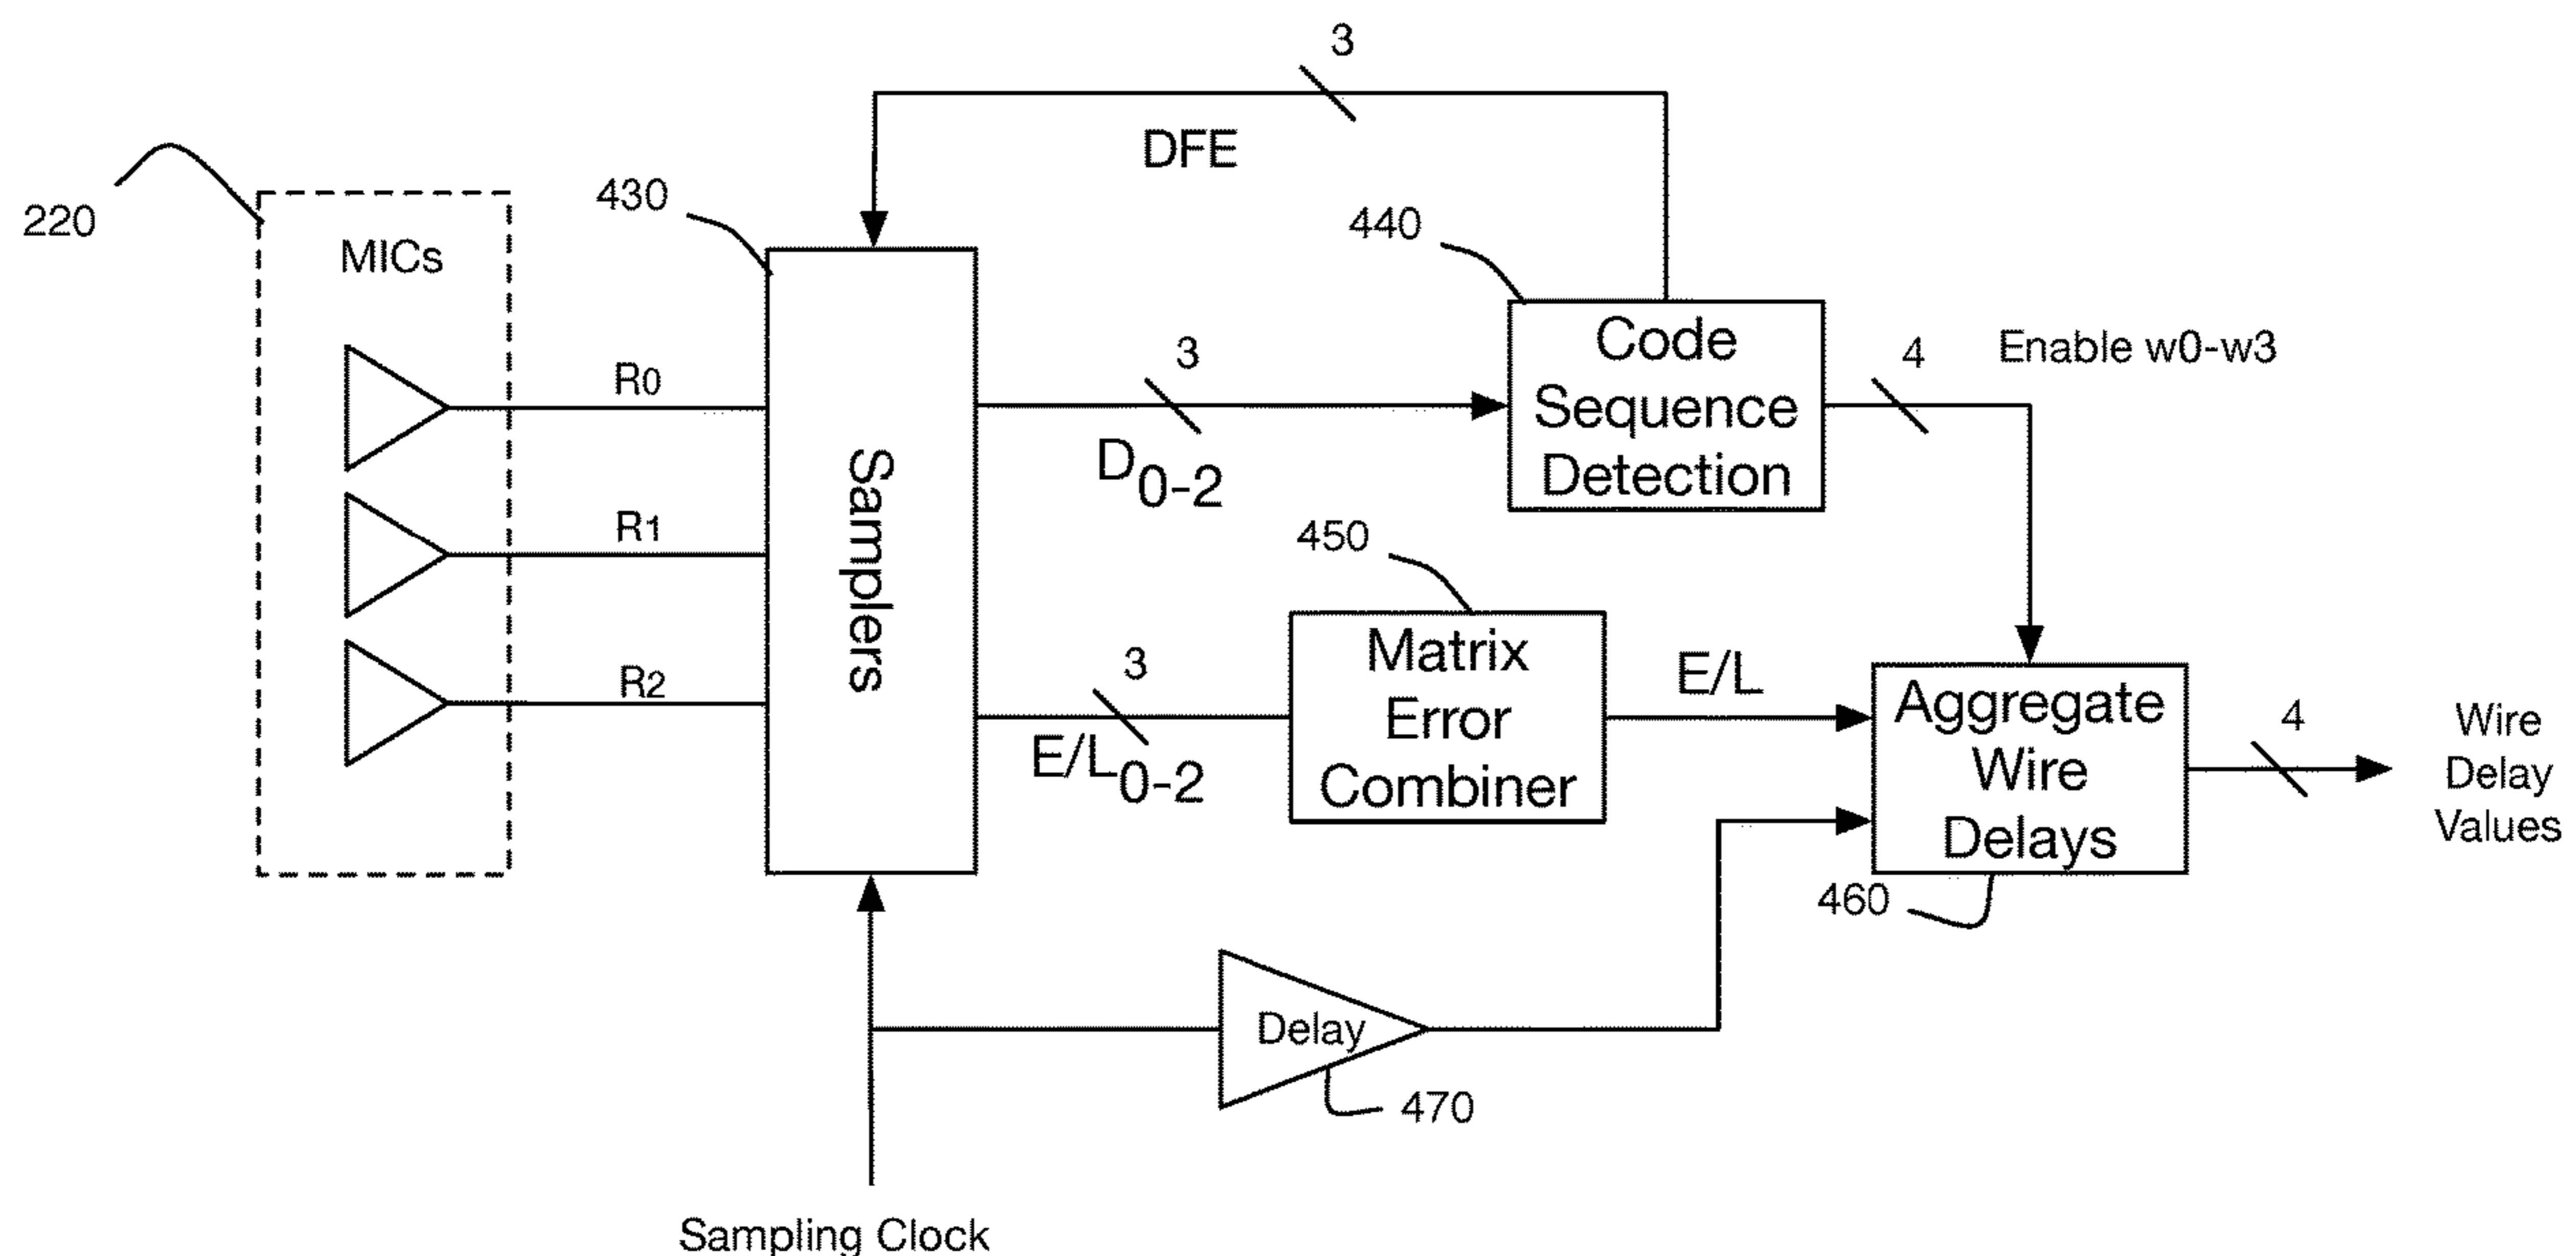 3
DFE
220
MICs
430
440
R0
R1
R2
Samplers
3
D0-2
Code
Sequence
Detection
4
Enable w0-w3
450
3
E/L0-2
Matrix
Error
Combiner
E/L
Aggregate
Wire
Delays
460
4
Wire
Delay
Values
Delay
470
Sampling Clock